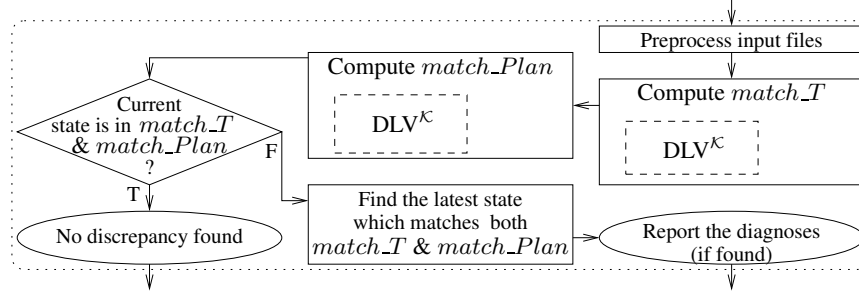 Preprocess input files
Compute match_T
DLV^K
Compute match_Plan
DLV^K
Current
state is in match_T
& match_Plan
?
T
F
No discrepancy found
Find the latest state
which matches both
match_T & match_Plan
Report the diagnoses
(if found)